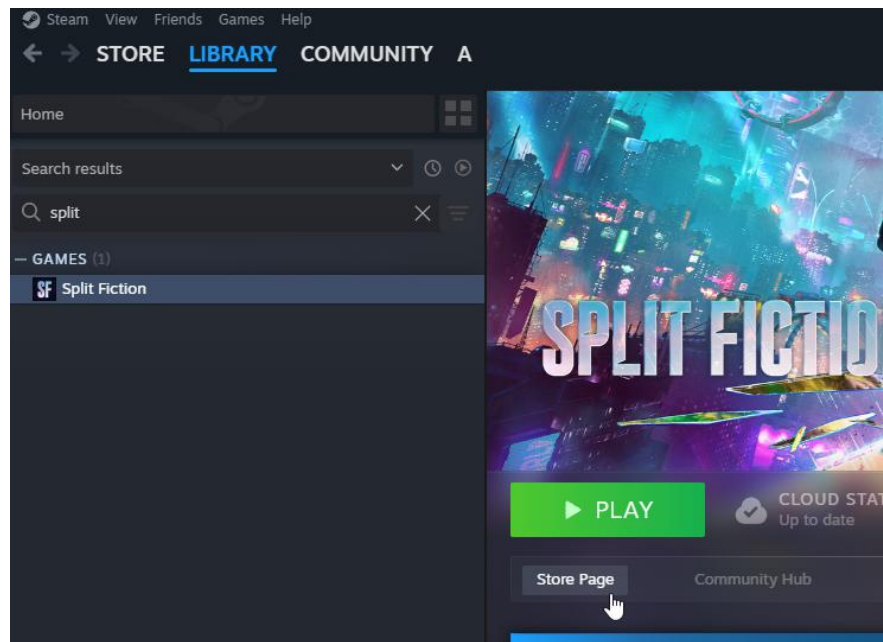 Steam View Friends Games Help
STORE LIBRARY COMMUNITY A
Home
Search results
split
— GAMES (1)
SF Split Fiction
SPLIT FICTIO
PLAY
CLOUD STAT
Up to date
Store Page Community Hub